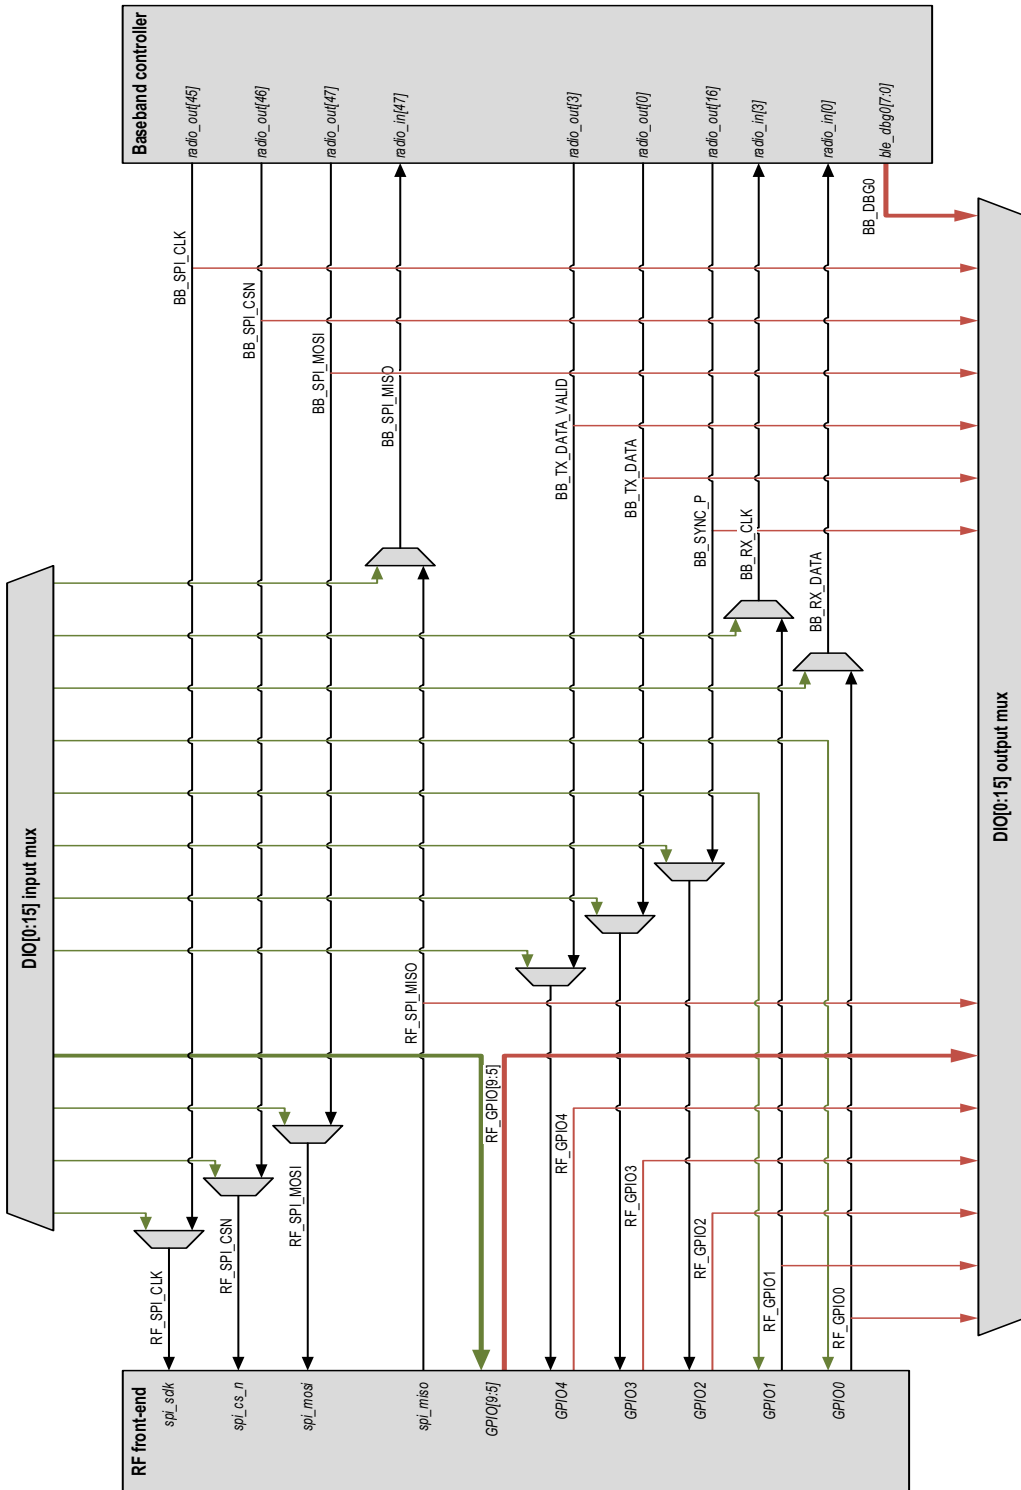 Baseband controller
radio_out[45]
radio_out[46]
radio_out[47]
radio_in[47]
radio_out[3]
radio_out[0]
radio_out[16]
radio_in[3]
radio_in[0]
ble_dbg0[7:0]
BB_SPI_CLK
BB_SPI_CSN
BB_SPI_MOSI
BB_SPI_MISO
BB_TX_DATA_VALID
BB_TX_DATA
BB_SYNC_P
BB_RX_CLK
BB_RX_DATA
BB_DBG0
DIO[0:15] input mux
DIO[0:15] output mux
RF_SPI_CLK
RF_SPI_CSN
RF_SPI_MOSI
RF_SPI_MISO
RF_GPIO[9:5]
RF_GPIO4
RF_GPIO3
RF_GPIO2
RF_GPIO1
RF_GPIO0
RF front-end
spi_sclk
spi_cs_n
spi_mosi
spi_miso
GPIO[9:5]
GPIO4
GPIO3
GPIO2
GPIO1
GPIO0